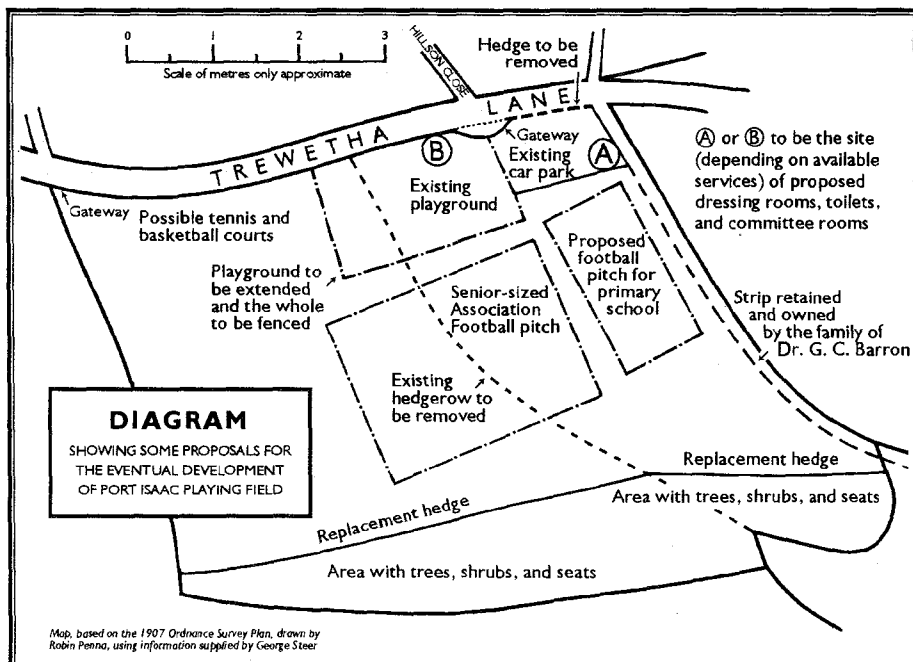 0 1 2 3
Scale of metres only approximate
HILLSON CLOSE
Hedge to be
removed
TREWETHA LANE
Gateway
Ⓑ
Existing
car park
Ⓐ
Ⓐ or Ⓑ to be the site
(depending on available
services) of proposed
dressing rooms, toilets,
and committee rooms
Gateway
Possible tennis and
basketball courts
Existing
playground
Playground to
be extended
and the whole
to be fenced
Proposed
football
pitch for
primary
school
Senior-sized
Association
Football pitch
Strip retained
and owned
by the family of
Dr. G. C. Barron
Existing
hedgerow to
be removed
DIAGRAM
SHOWING SOME PROPOSALS FOR
THE EVENTUAL DEVELOPMENT
OF PORT ISAAC PLAYING FIELD
Replacement hedge
Area with trees, shrubs, and seats
Replacement hedge
Area with trees, shrubs, and seats
Map, based on the 1907 Ordnance Survey Plan, drawn by
Robin Penna, using information supplied by George Steer